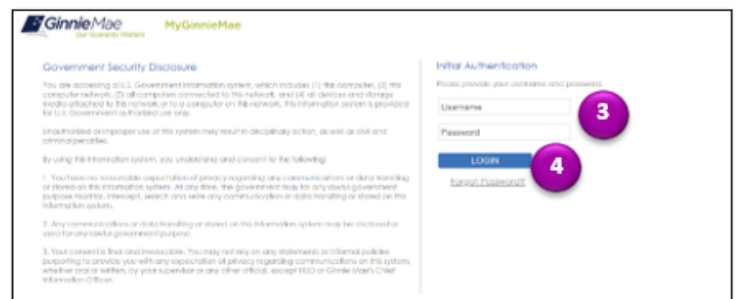 GinnieMae
Our Guaranty Matters
MyGinnieMae
Government Security Disclosure
You are accessing a U.S. Government information system, which includes (1) this computer, (2) this
computer network, (3) all computers connected to this network, and (4) all devices and storage
media attached to this network or to a computer on this network. This information system is provided
for U.S. Government authorized use only.
Unauthorized or improper use of this system may result in disciplinary action, as well as civil and
criminal penalties.
By using this information system, you understand and consent to the following:
1. You have no reasonable expectation of privacy regarding any communications or data transiting
or stored on this information system. At any time, the government may for any lawful government
purpose monitor, intercept, search and seize any communication or data transiting or stored on this
information system.
2. Any communications or data transiting or stored on this information system may be disclosed or
used for any lawful government purpose.
3. Your consent is final and irrevocable. You may not rely on any statements or informal policies
purporting to provide you with any expectation of privacy regarding communications on this system,
whether oral or written, by your supervisor or any other official, except HUD or Ginnie Mae's Chief
Information Officer.
Initial Authentication
Please provide your username and password.
Username
3
Password
LOGIN
4
Forgot Password?